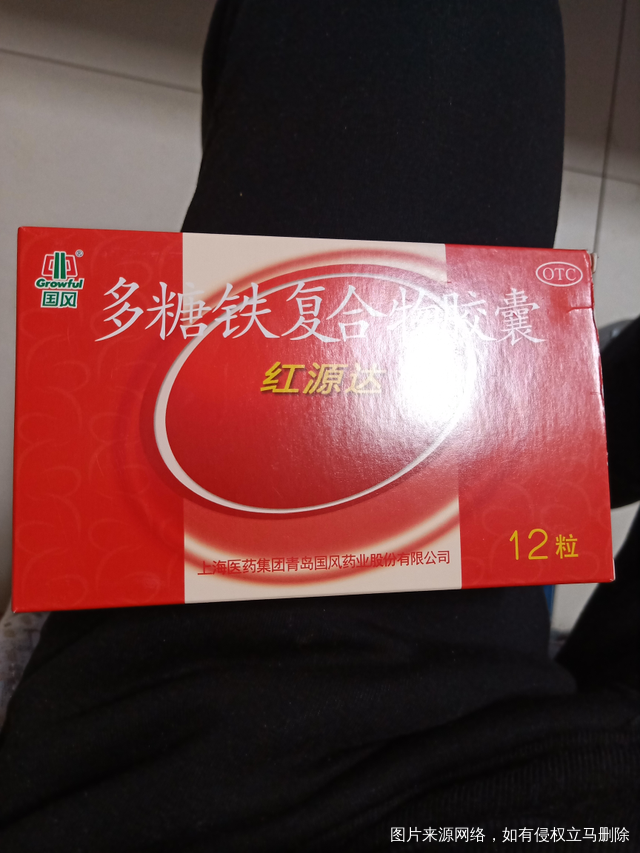 Growful
国风
OTC
多糖铁复合物胶囊
红源达
12粒
上海医药集团青岛国风药业股份有限公司
图片来源网络，如有侵权立马删除